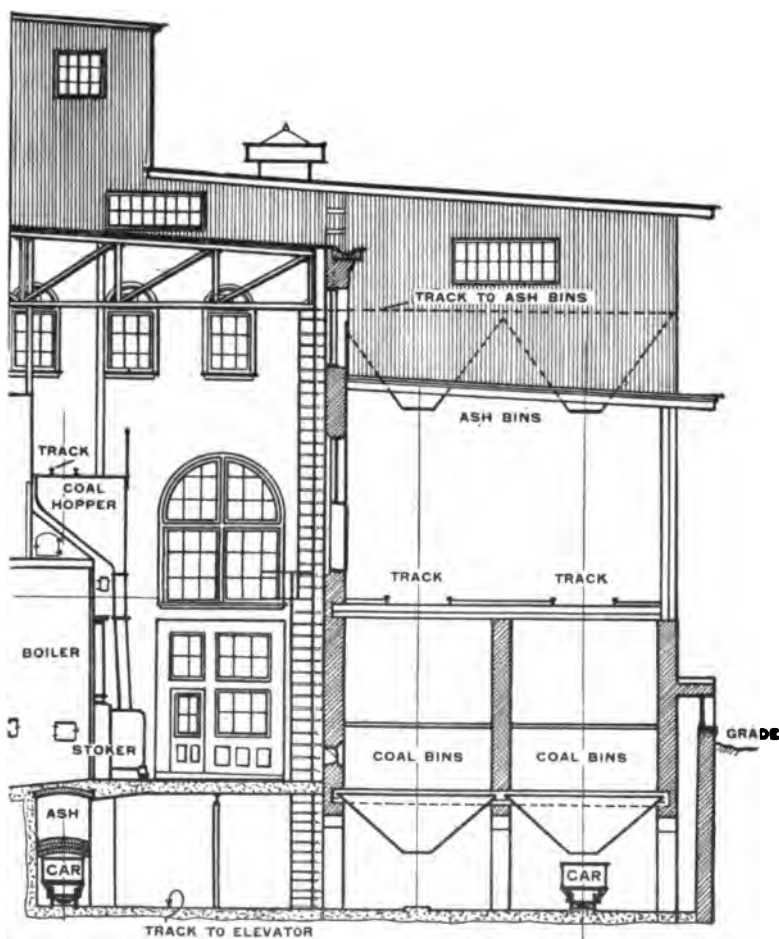 TRACK TO ASH BINS
ASH BINS
TRACK
COAL
HOPPER
TRACK
TRACK
BOILER
GRADE
STOKER
COAL BINS
COAL BINS
ASH
CAR
CAR
TRACK TO ELEVATOR